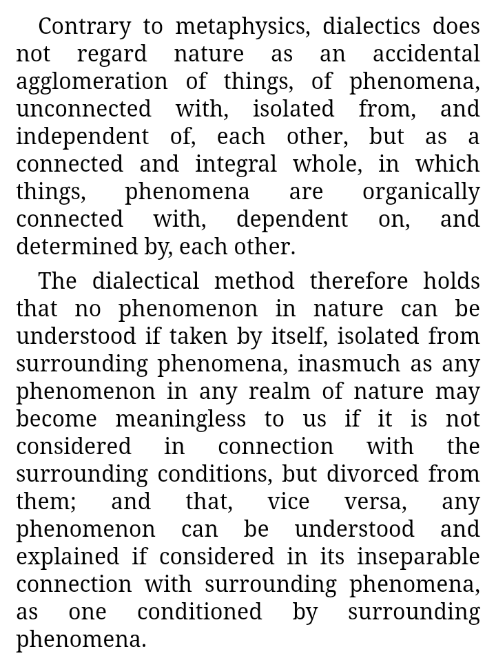 Contrary to metaphysics, dialectics does
not regard nature as an accidental
agglomeration of things, of phenomena,
unconnected with, isolated from, and
independent of, each other, but as a
connected and integral whole, in which
things, phenomena are organically
connected with, dependent on, and
determined by, each other.
The dialectical method therefore holds
that no phenomenon in nature can be
understood if taken by itself, isolated from
surrounding phenomena, inasmuch as any
phenomenon in any realm of nature may
become meaningless to us if it is not
considered in connection with the
surrounding conditions, but divorced from
them; and that, vice versa, any
phenomenon can be understood and
explained if considered in its inseparable
connection with surrounding phenomena,
as one conditioned by surrounding
phenomena.